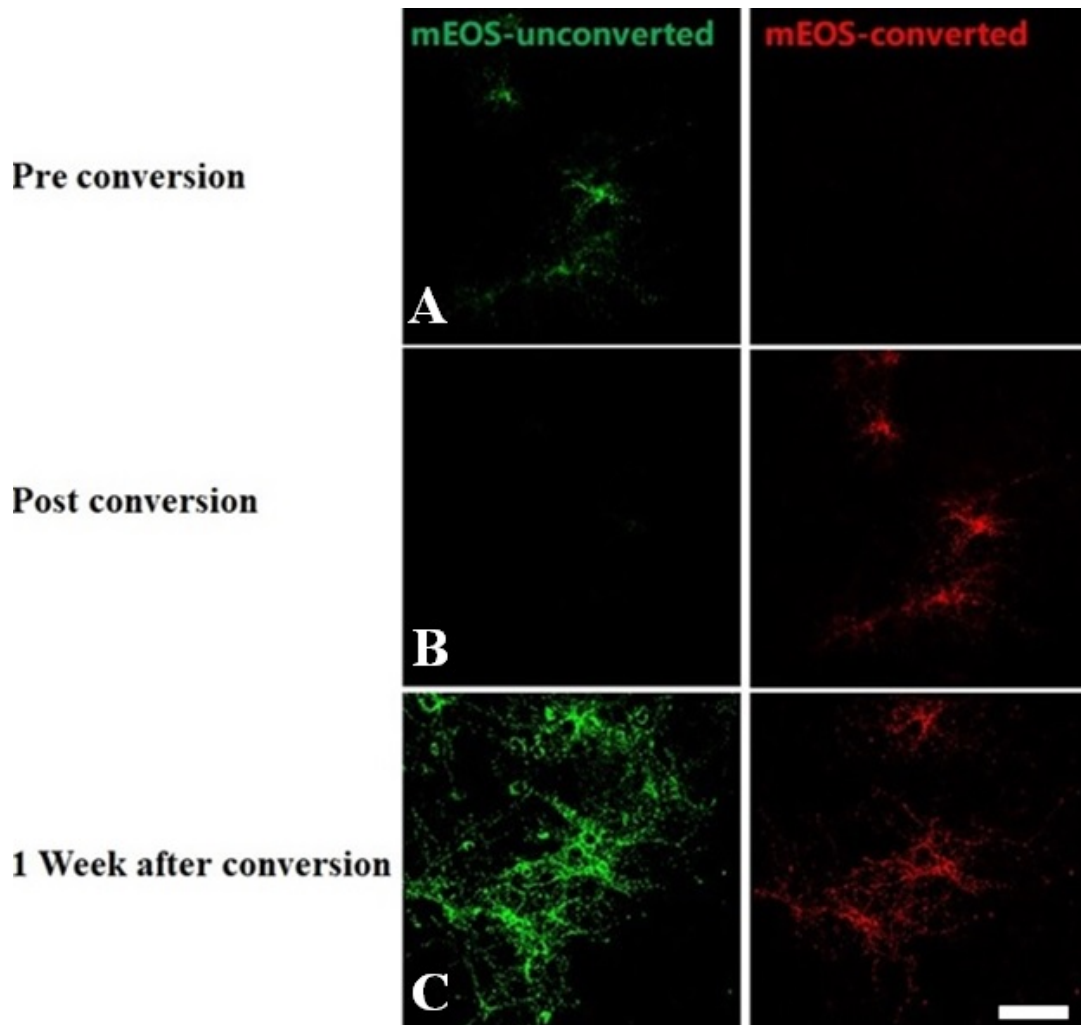 mEOS-unconverted
mEOS-converted
Pre conversion
A
Post conversion
B
1 Week after conversion
C